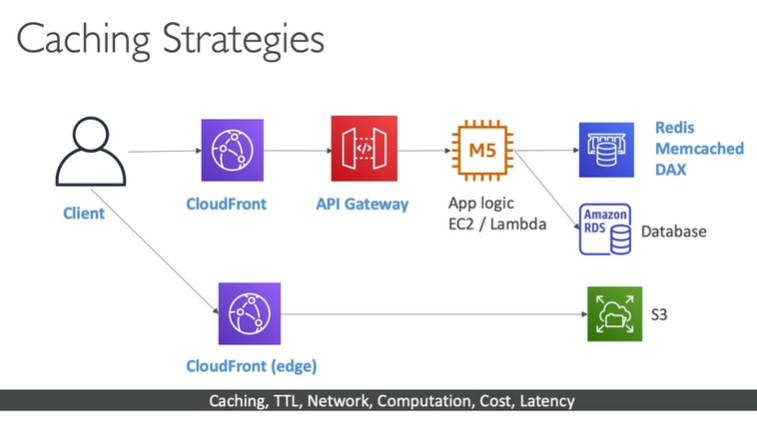 Caching Strategies
Client
CloudFront
API Gateway
M5
App logic
EC2 / Lambda
Redis
Memcached
DAX
Amazon
RDS
Database
CloudFront (edge)
S3
Caching, TTL, Network, Computation, Cost, Latency